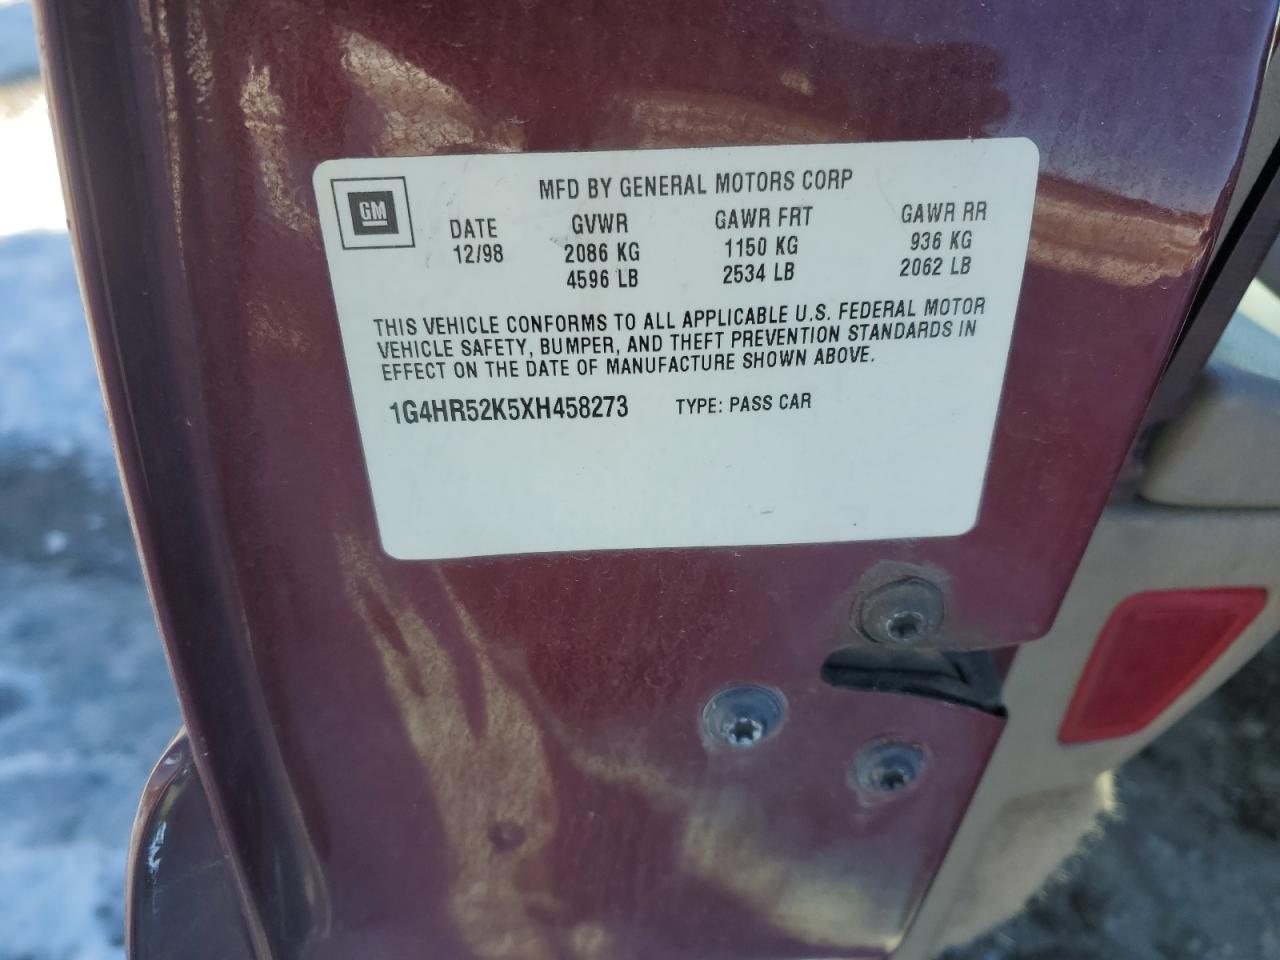 MFD BY GENERAL MOTORS CORP
GM
DATE GVWR GAWR FRT GAWR RR
12/98 2086 KG 1150 KG 936 KG
4596 LB 2534 LB 2062 LB
THIS VEHICLE CONFORMS TO ALL APPLICABLE U.S. FEDERAL MOTOR
VEHICLE SAFETY, BUMPER, AND THEFT PREVENTION STANDARDS IN
EFFECT ON THE DATE OF MANUFACTURE SHOWN ABOVE.
1G4HR52K5XH458273 TYPE: PASS CAR